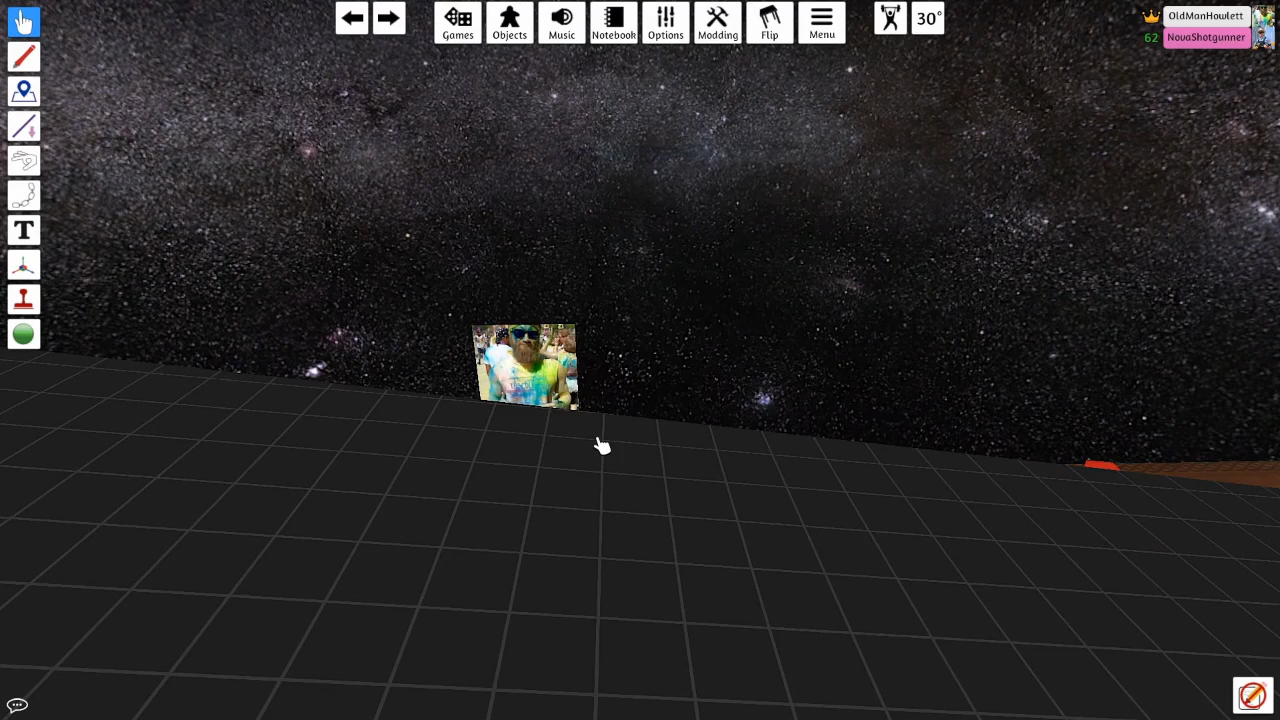 Games
Objects
Music
Notebook
Options
Modding
Flip
Menu
30°
OldManHowlett
62
NovaShotgunner
T